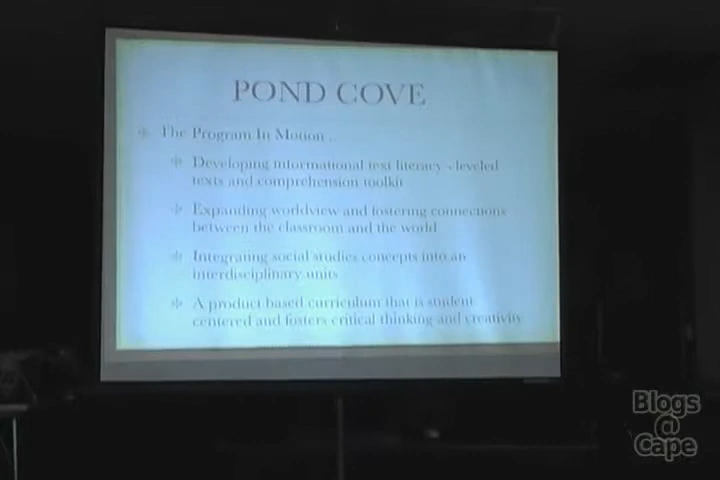 POND COVE
The Program In Motion ..
Developing informational text literacy - leveled
texts and comprehension toolkit
Expanding worldview and fostering connections
between the classroom and the world
Integrating social studies concepts into an
interdisciplinary units
A product based curriculum that is student
centered and fosters critical thinking and creativity
Blogs
@
Cape